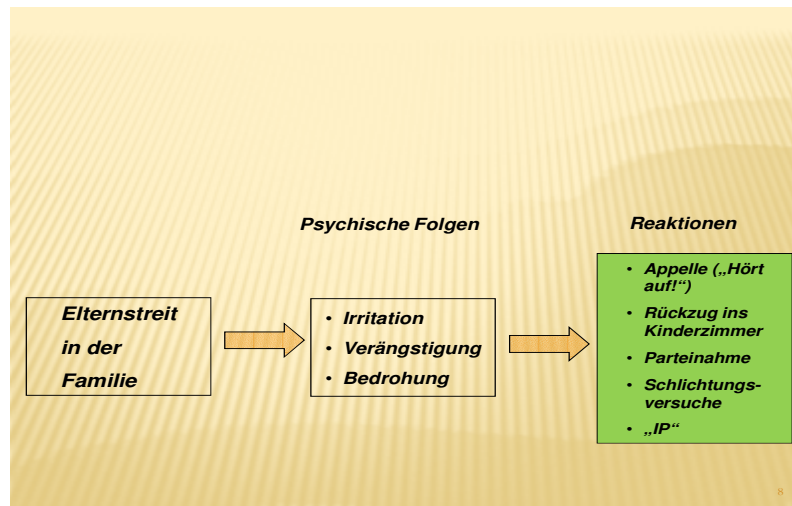 Psychische Folgen
Reaktionen
Elternstreit
in der
Familie
• Irritation
• Verängstigung
• Bedrohung
• Appelle („Hört
auf!“)
• Rückzug ins
Kinderzimmer
• Parteinahme
• Schlichtungs-
versuche
• „IP“
8